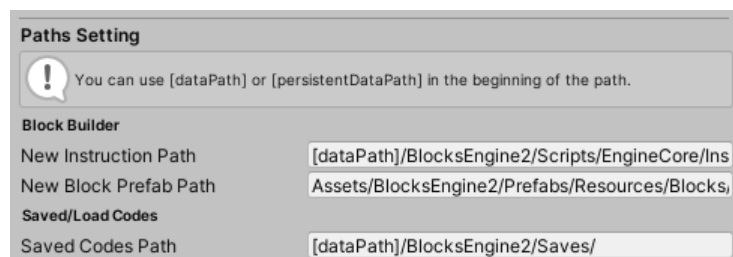 Paths Setting
You can use [dataPath] or [persistentDataPath] in the beginning of the path.
Block Builder
New Instruction Path [dataPath]/BlocksEngine2/Scripts/EngineCore/Ins
New Block Prefab Path Assets/BlocksEngine2/Prefabs/Resources/Blocks/
Saved/Load Codes
Saved Codes Path [dataPath]/BlocksEngine2/Saves/